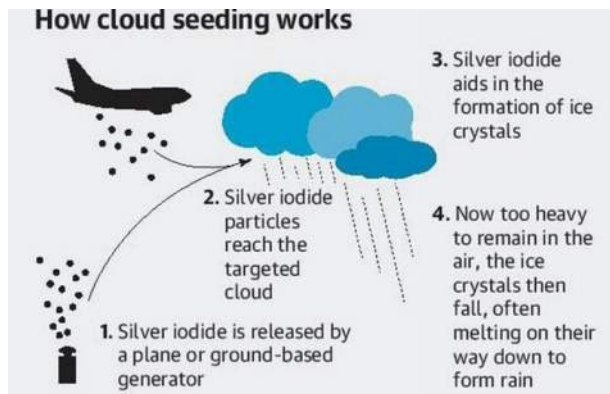 How cloud seeding works
1. Silver iodide is released by
a plane or ground-based
generator
2. Silver iodide
particles
reach the
targeted
cloud
3. Silver iodide
aids in the
formation of ice
crystals
4. Now too heavy
to remain in the
air, the ice
crystals then
fall, often
melting on their
way down to
form rain